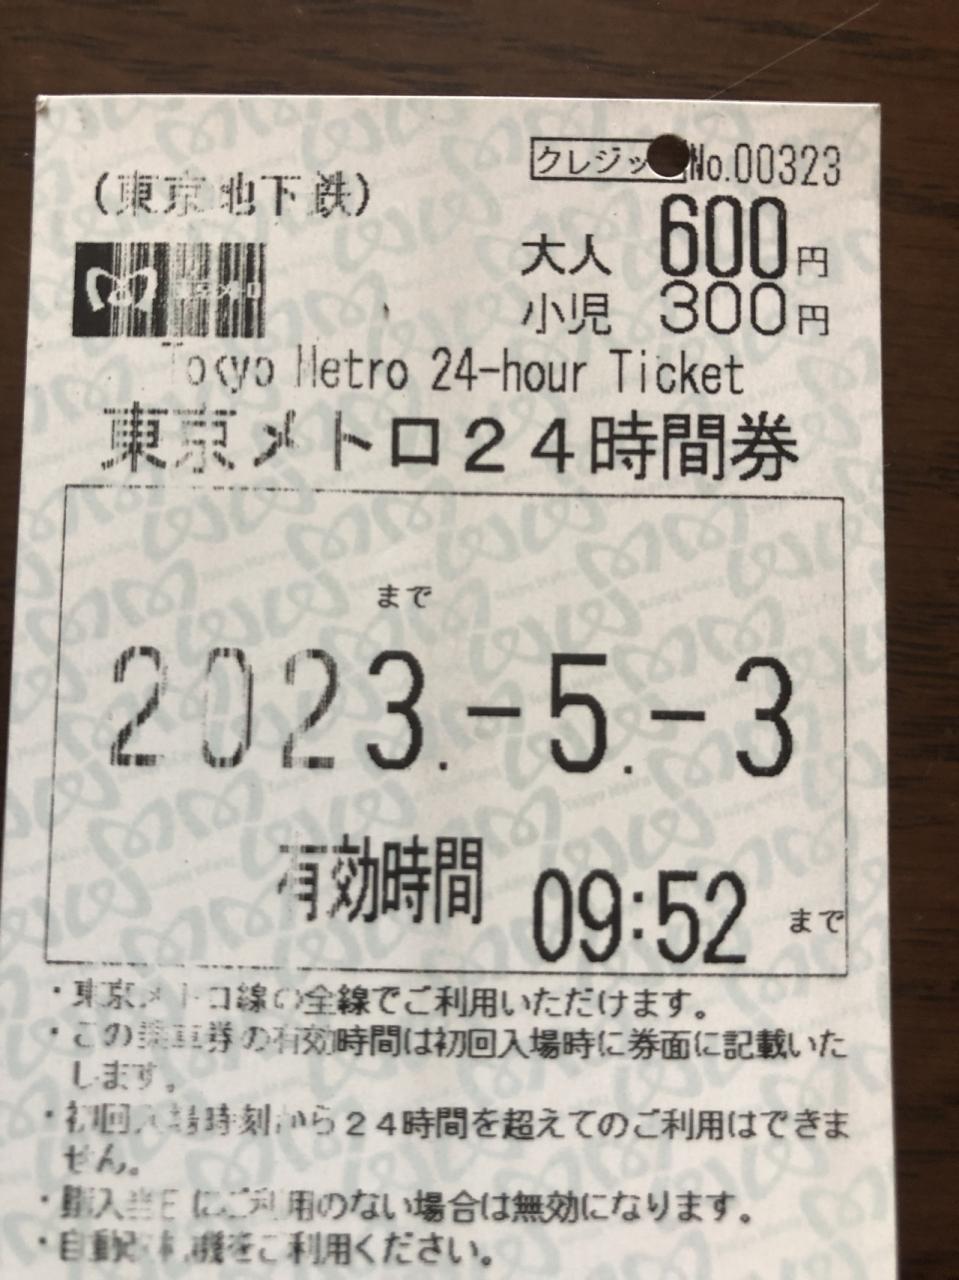 クレジッ No.00323
(東京地下鉄)
大人 600円
小児 300円
Tokyo Metro 24-hour Ticket
東京メトロ24時間券
まで
2023.-5.-3
有効時間 09:52 まで
・東京メトロ線の全線でご利用いただけます。
・この乗車券の有効時間は初回入場時に券面に記載いた
します。
・初回入場時刻から24時間を超えてのご利用はできま
せん。
・購入当日にご利用のない場合は無効になります。
・自動改札機をご利用ください。